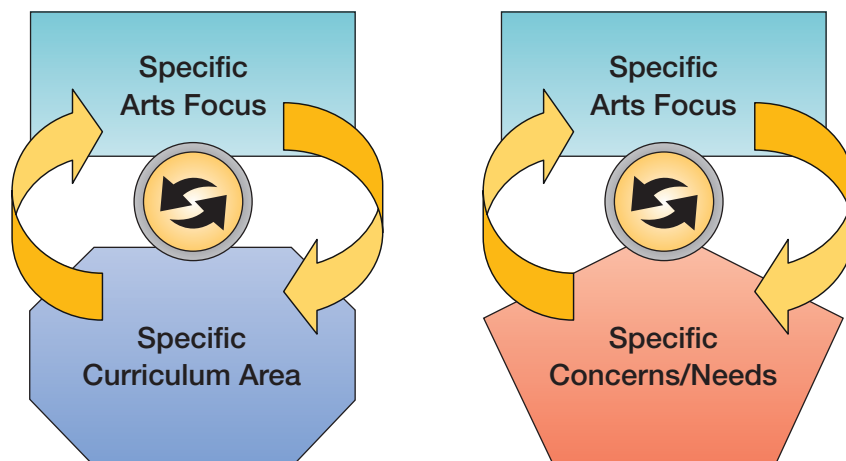 Specific
Arts Focus
Specific
Curriculum Area
Specific
Arts Focus
Specific
Concerns/Needs